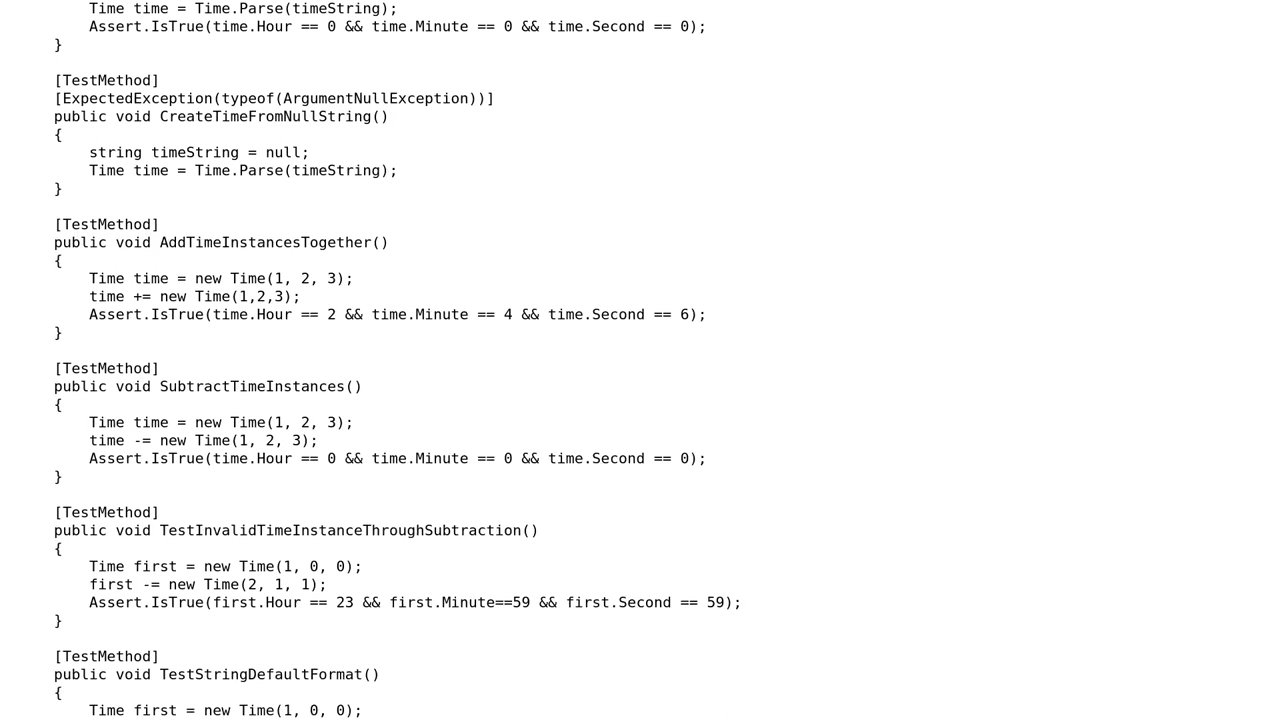 Time time = Time.Parse(timeString);
Assert.IsTrue(time.Hour == 0 && time.Minute == 0 && time.Second == 0);
}
[TestMethod]
[ExpectedException(typeof(ArgumentNullException))]
public void CreateTimeFromNullString()
{
string timeString = null;
Time time = Time.Parse(timeString);
}
[TestMethod]
public void AddTimeInstancesTogether()
{
Time time = new Time(1, 2, 3);
time += new Time(1,2,3);
Assert.IsTrue(time.Hour == 2 && time.Minute == 4 && time.Second == 6);
}
[TestMethod]
public void SubtractTimeInstances()
{
Time time = new Time(1, 2, 3);
time -= new Time(1, 2, 3);
Assert.IsTrue(time.Hour == 0 && time.Minute == 0 && time.Second == 0);
}
[TestMethod]
public void TestInvalidTimeInstanceThroughSubtraction()
{
Time first = new Time(1, 0, 0);
first -= new Time(2, 1, 1);
Assert.IsTrue(first.Hour == 23 && first.Minute==59 && first.Second == 59);
}
[TestMethod]
public void TestStringDefaultFormat()
{
Time first = new Time(1, 0, 0);